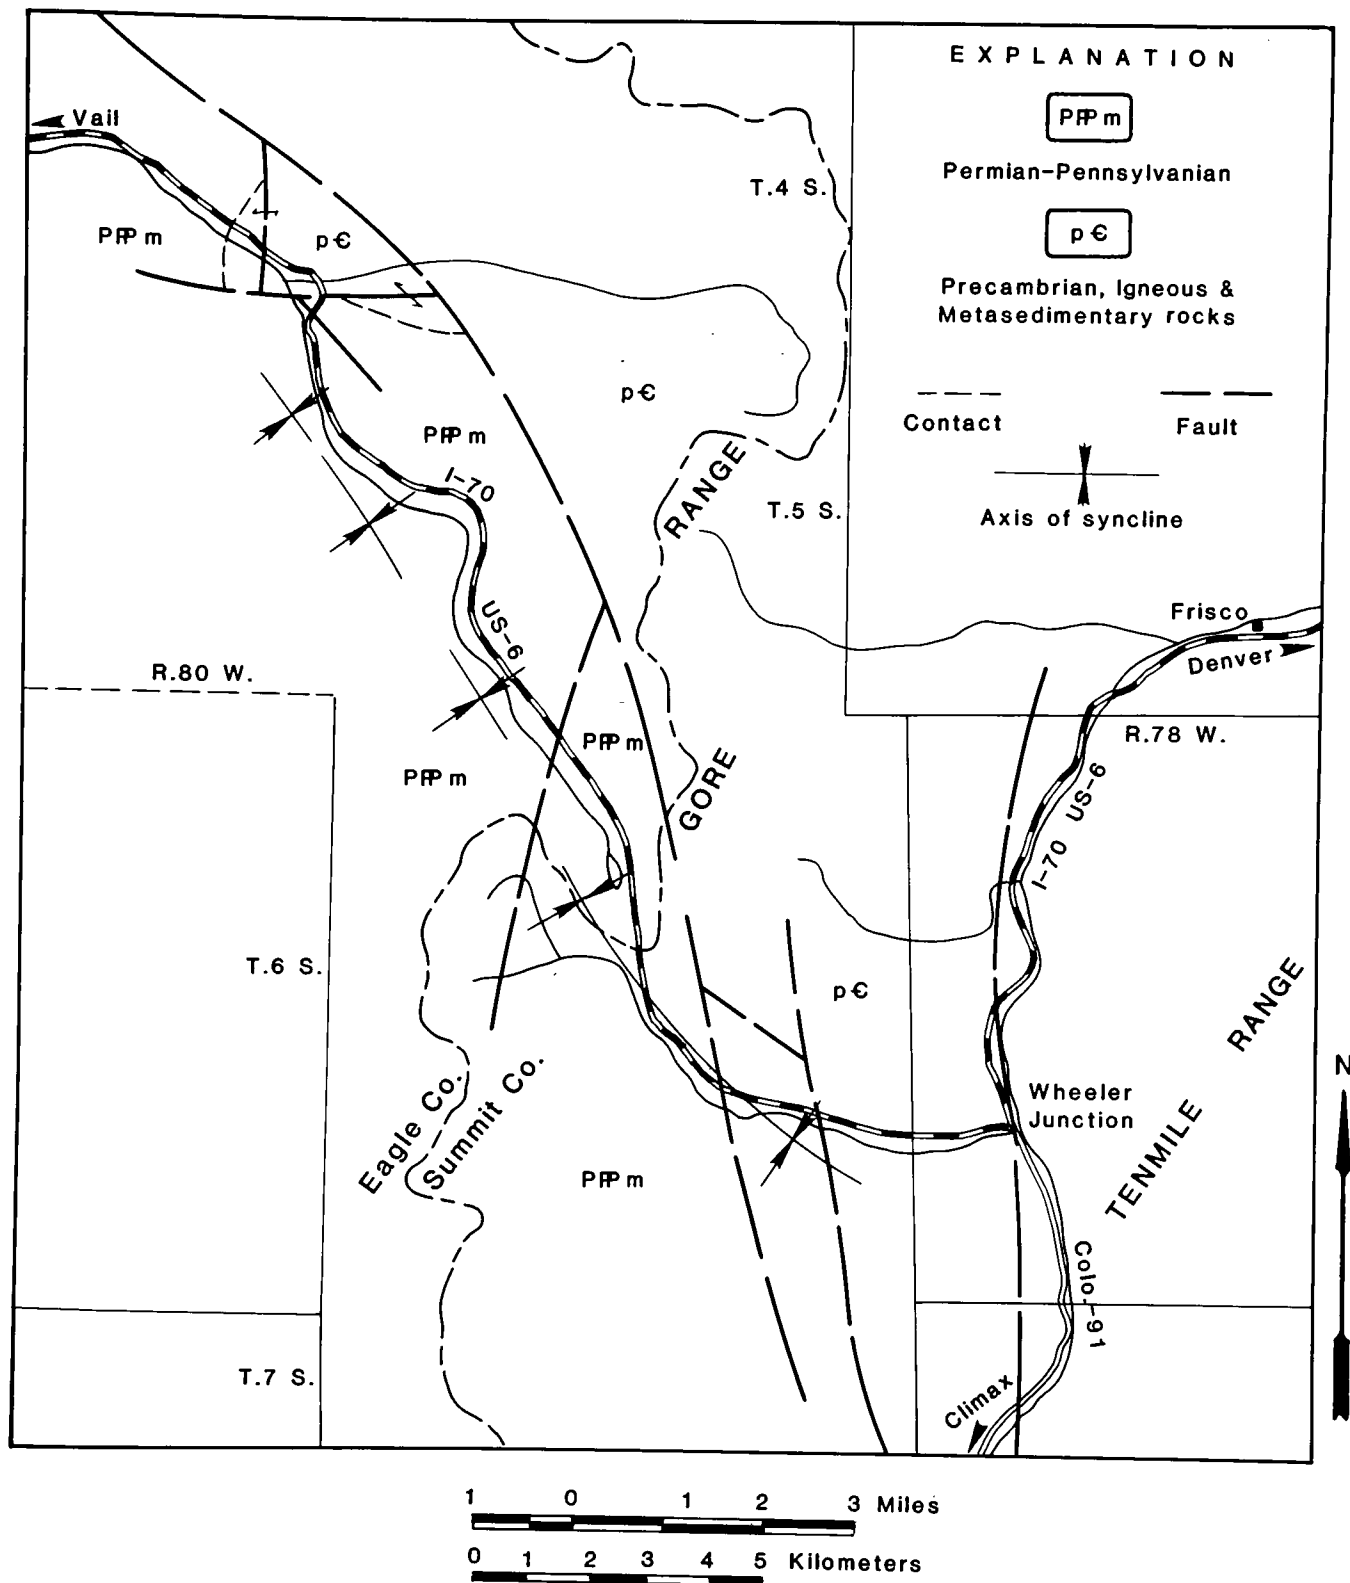 EXPLANATION
PPm
Permian-Pennsylvanian
p€
Precambrian, Igneous &
Metasedimentary rocks
Contact
Fault
Axis of syncline
Vail
T.4 S.
PPm
p€
p€
PPm
I-70
RANGE
T.5 S.
US-6
Frisco
Denver
R.80 W.
R.78 W.
PPm
PPm
GORE
I-70 US-6
T.6 S.
p€
RANGE
N
Eagle Co.
Summit Co.
Wheeler
Junction
TENMILE
PPm
Colo.-91
T.7 S.
Climax
1 0 1 2 3 Miles
0 1 2 3 4 5 Kilometers